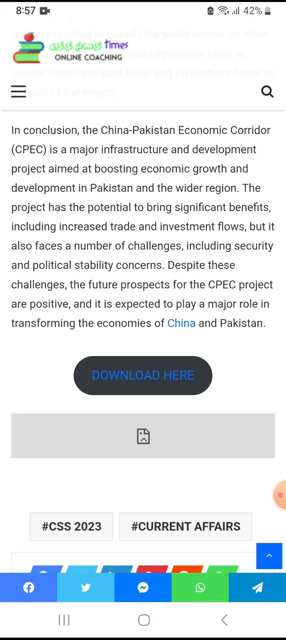 8:57
42%
times
ONLINE COACHING
In conclusion, the China-Pakistan Economic Corridor
(CPEC) is a major infrastructure and development
project aimed at boosting economic growth and
development in Pakistan and the wider region. The
project has the potential to bring significant benefits,
including increased trade and investment flows, but it
also faces a number of challenges, including security
and political stability concerns. Despite these
challenges, the future prospects for the CPEC project
are positive, and it is expected to play a major role in
transforming the economies of China and Pakistan.
DOWNLOAD HERE
#CSS 2023
#CURRENT AFFAIRS